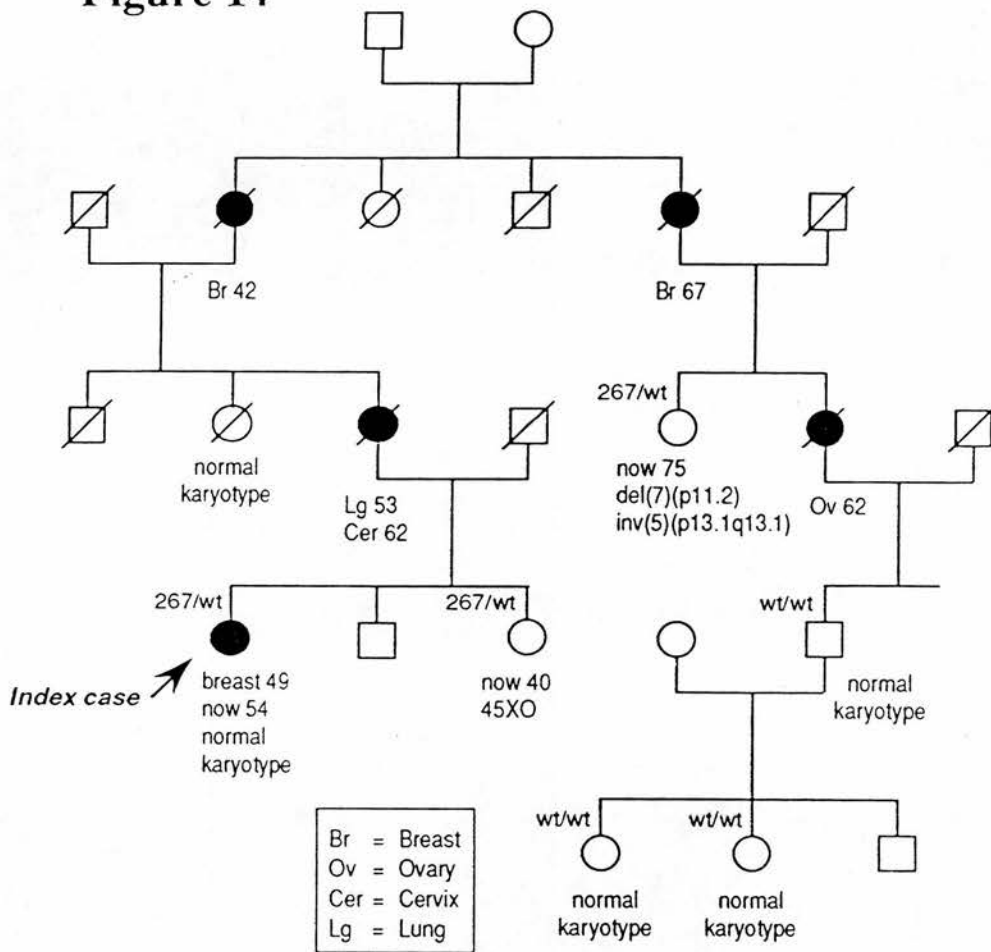 Br 42
Br 67
267/wt
normal
karyotype
Lg 53
Cer 62
now 75
del(7)(p11.2)
inv(5)(p13.1q13.1)
Ov 62
267/wt
267/wt
wt/wt
Index case
breast 49
now 54
normal
karyotype
now 40
45XO
normal
karyotype
wt/wt
wt/wt
normal
karyotype
normal
karyotype
Br = Breast
Ov = Ovary
Cer = Cervix
Lg = Lung